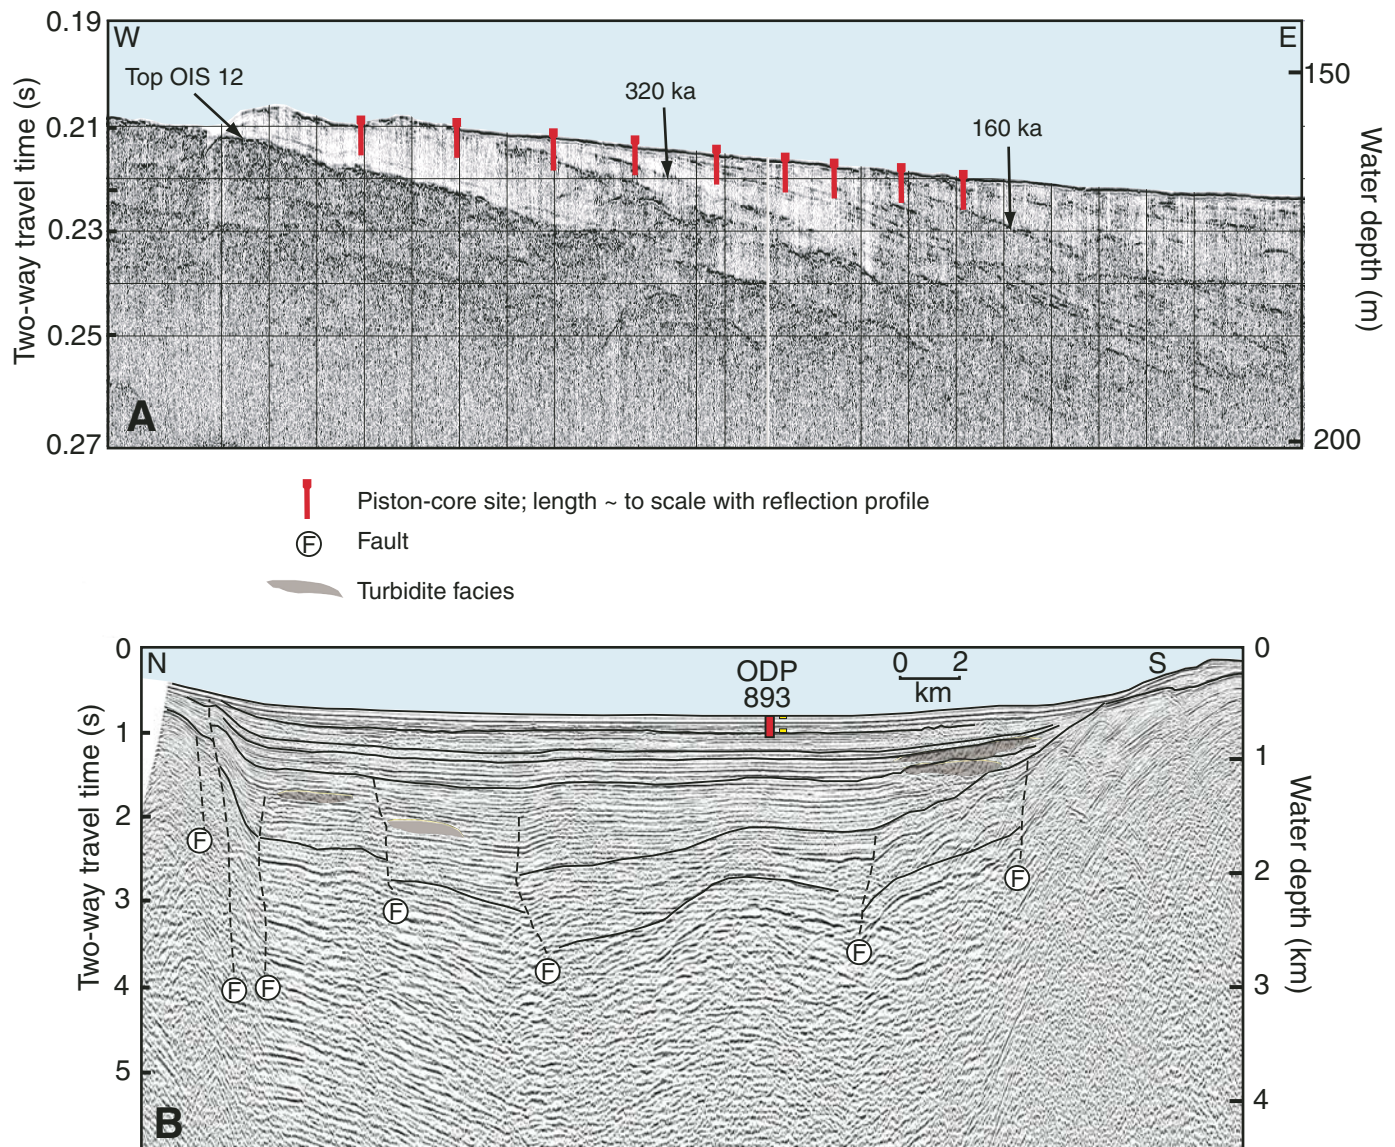 0.19
W
E
Top OIS 12
320 ka
160 ka
150
0.21
0.23
0.25
0.27
200
Two-way travel time (s)
Water depth (m)
A
Piston-core site; length ~ to scale with reflection profile
F
Fault
Turbidite facies
0
N
ODP
893
0 2
km
S
0
1
2
3
4
5
Two-way travel time (s)
1
2
3
4
Water depth (km)
F
F
F
F
F
F
F
B